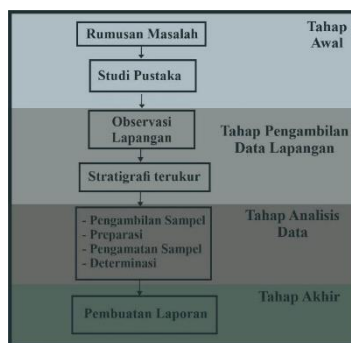 Rumusan Masalah
Tahap
Awal
Studi Pustaka
Observasi
Lapangan
Tahap Pengambilan
Data Lapangan
Stratigrafi terukur
- Pengambilan Sampel
- Preparasi
- Pengamatan Sampel
- Determinasi
Tahap Analisis
Data
Tahap Akhir
Pembuatan Laporan